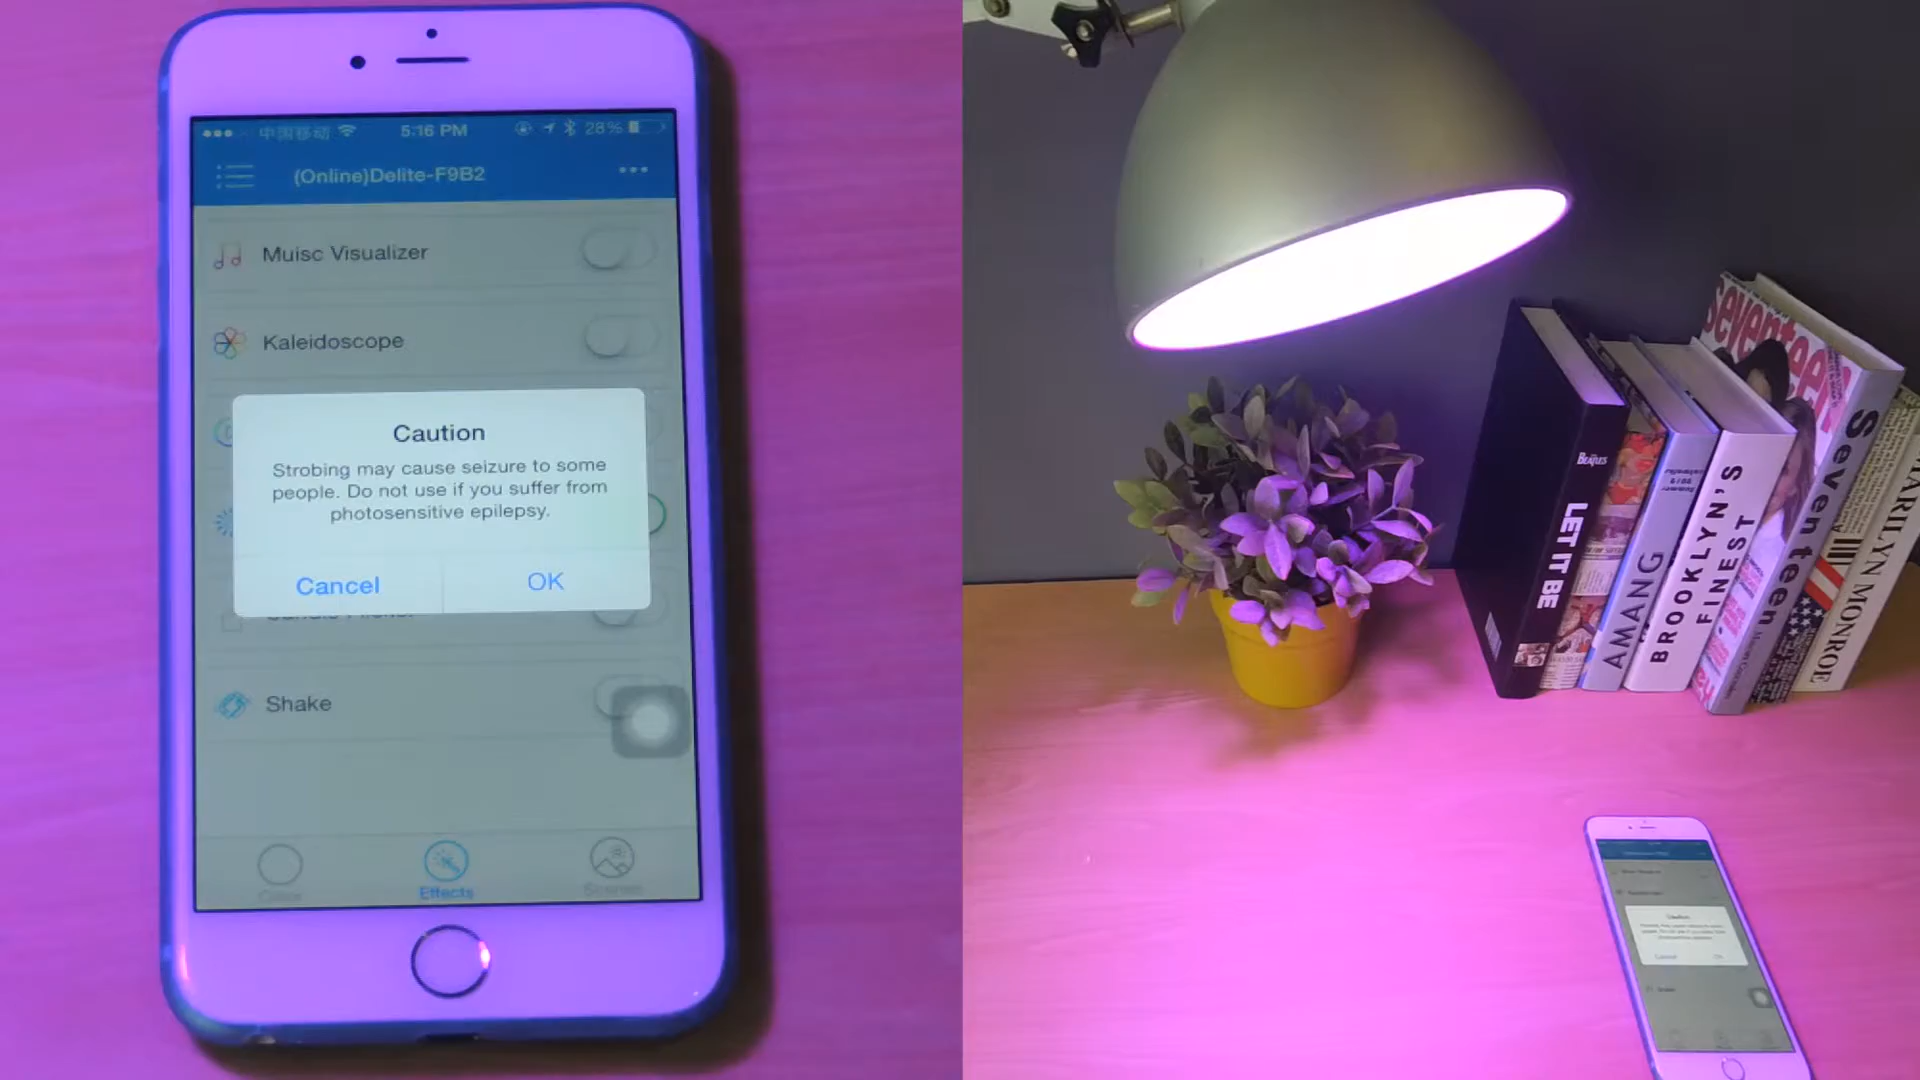 中国移动 5:16 PM 28%
(Online)Delite-F9B2
Muisc Visualizer
Kaleidoscope
Caution
Strobing may cause seizure to some
people. Do not use if you suffer from
photosensitive epilepsy.
Cancel OK
Shake
Effects
BEATLES
LET IT BE
AMANG
BROOKLYN'S
FINEST
seventeen
Seventeen
MARILYN MONROE
Caution